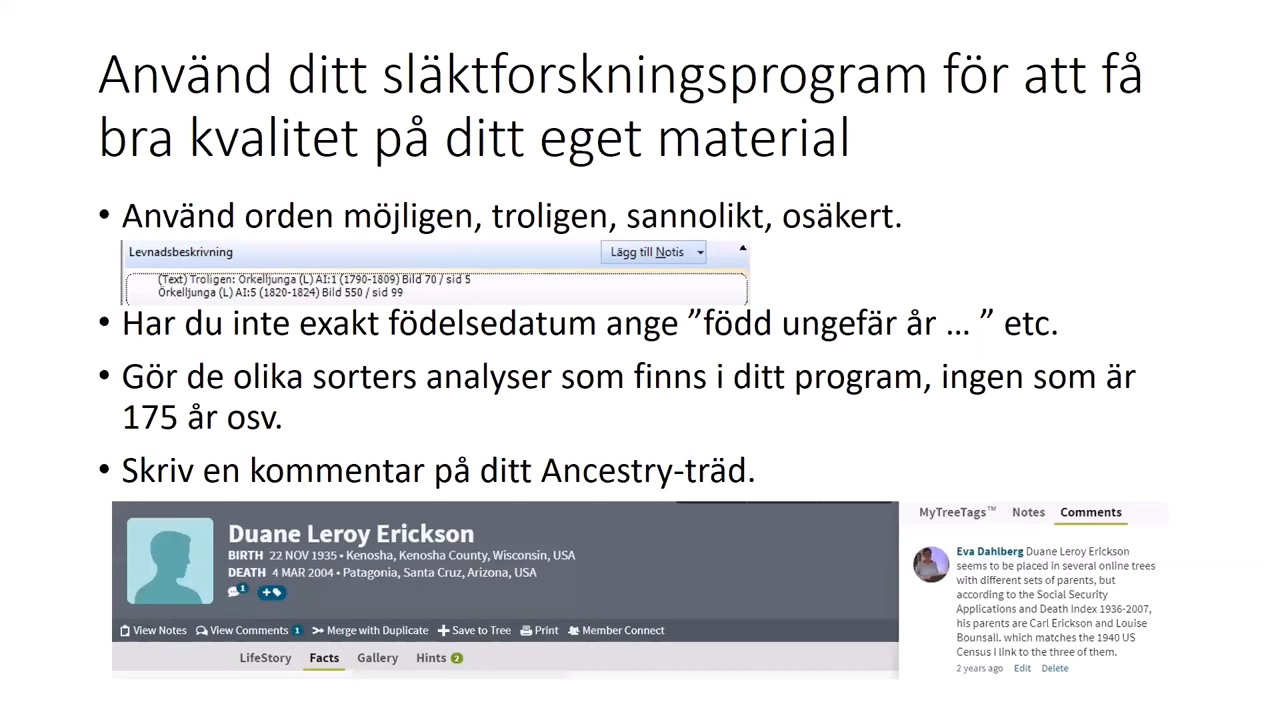 Använd ditt släktforskningsprogram för att få
bra kvalitet på ditt eget material
• Använd orden möjligen, troligen, sannolikt, osäkert.
Levnadsbeskrivning
Lägg till Notis
(Text) Troligen: Örkelljunga (L) AI:1 (1790-1809) Bild 70 / sid 5
Örkelljunga (L) AI:5 (1820-1824) Bild 550 / sid 99
• Har du inte exakt födelsedatum ange ”född ungefär år … ” etc.
• Gör de olika sorters analyser som finns i ditt program, ingen som är
175 år osv.
• Skriv en kommentar på ditt Ancestry-träd.
Duane Leroy Erickson
BIRTH 22 NOV 1935 • Kenosha, Kenosha County, Wisconsin, USA
DEATH 4 MAR 2004 • Patagonia, Santa Cruz, Arizona, USA
1
View Notes View Comments 1 Merge with Duplicate Save to Tree Print Member Connect
LifeStory Facts Gallery Hints 2
MyTreeTags™ Notes Comments
Eva Dahlberg Duane Leroy Erickson
seems to be placed in several online trees
with different sets of parents, but
according to the Social Security
Applications and Death Index 1936-2007,
his parents are Carl Erickson and Louise
Bounsall. which matches the 1940 US
Census I link to the three of them.
2 years ago Edit Delete